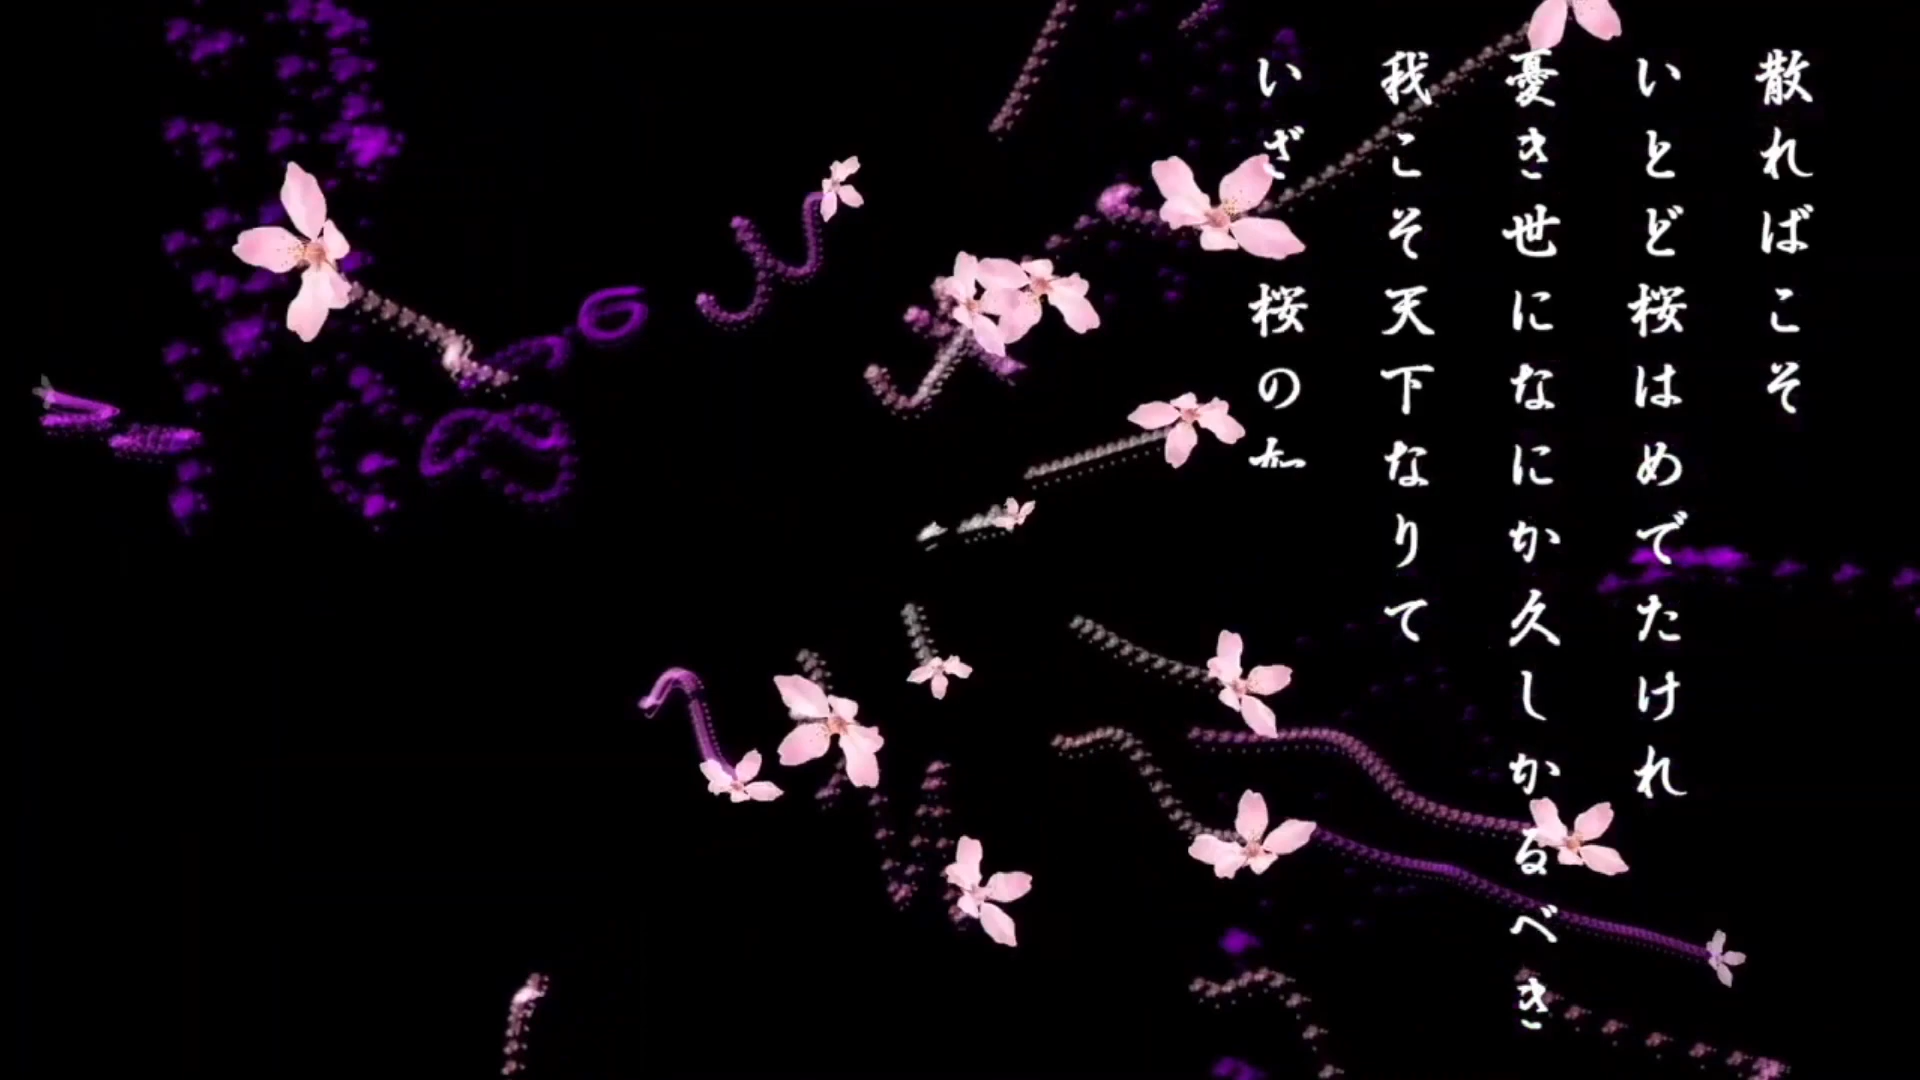 散ればこそ
いとど桜はめでたけれ
憂き世になにか久しかるべき
我こそ天下なりて
いざ桜の